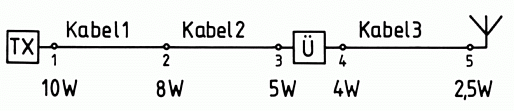 Kabel1 Kabel2 Kabel3
TX Ü
1 2 3 4 5
10W 8W 5W 4W 2,5W